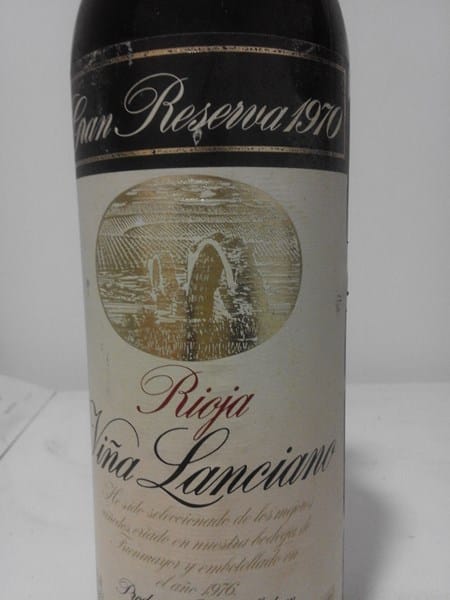 Gran Reserva 1970
Rioja
Viña Lanciano
Ha sido seleccionado de los mejores
viñedos, criado en nuestra bodega de
Fuenmayor y embotellado en
el año 1976.